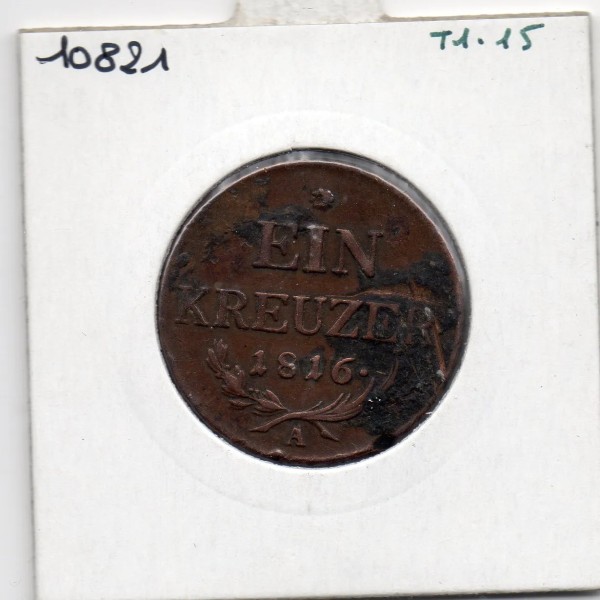 10821
T1.15
EIN
KREUZER
1816.
A